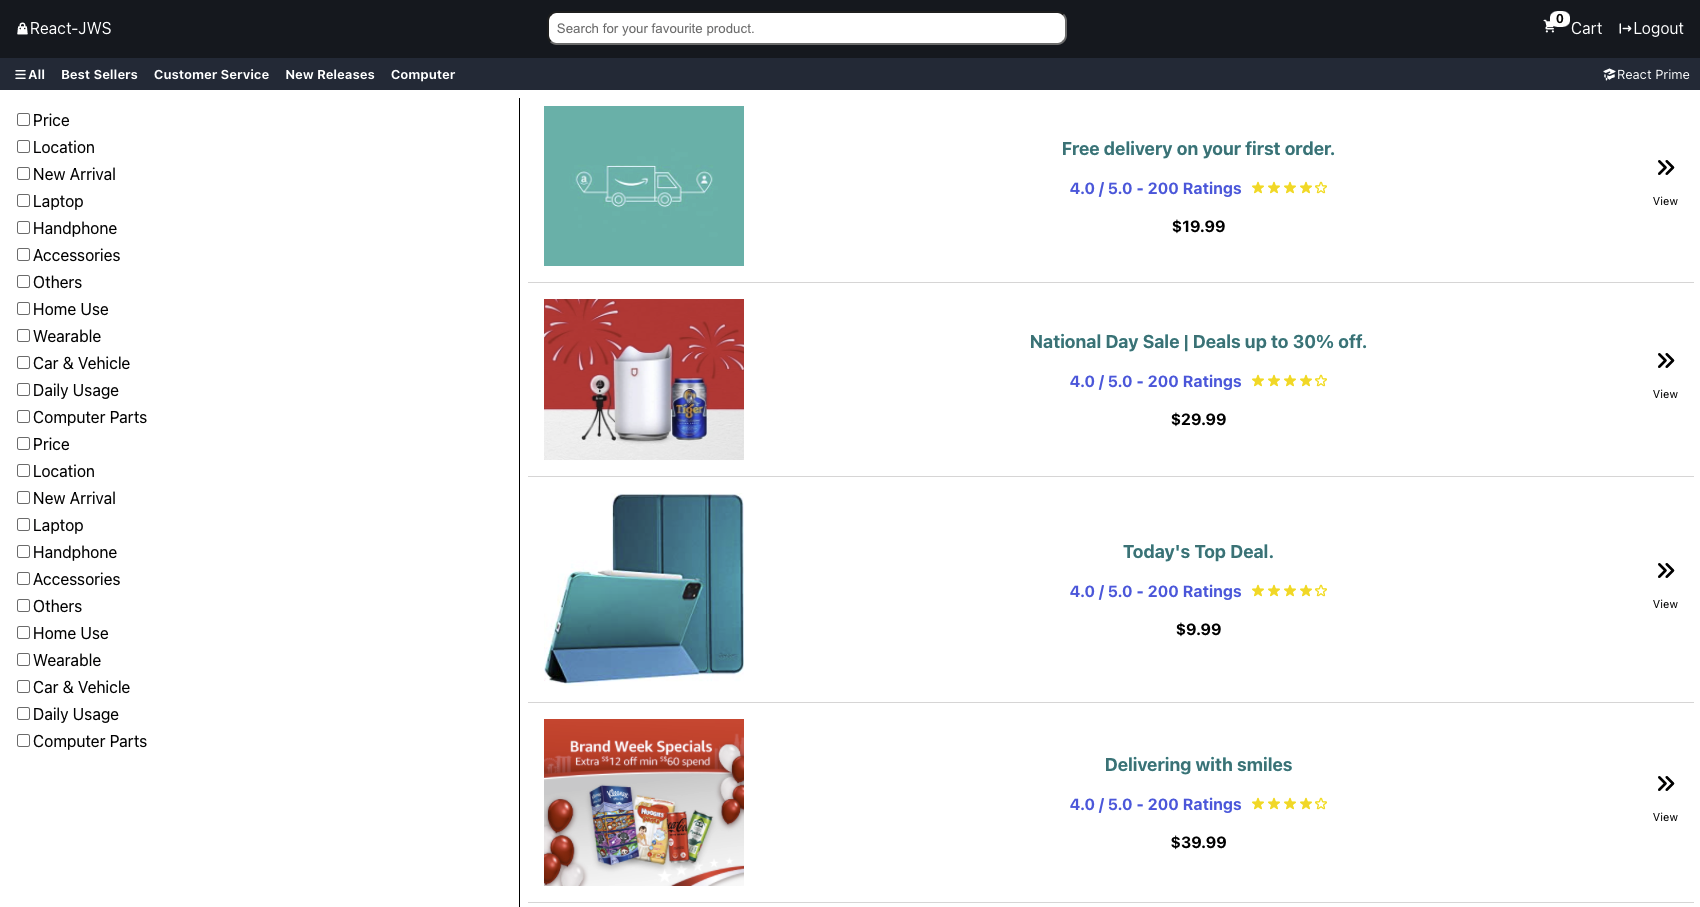 React-JWS
Search for your favourite product.
0
Cart
Logout
All
Best Sellers
Customer Service
New Releases
Computer
React Prime
Price
Location
New Arrival
Laptop
Handphone
Accessories
Others
Home Use
Wearable
Car & Vehicle
Daily Usage
Computer Parts
Price
Location
New Arrival
Laptop
Handphone
Accessories
Others
Home Use
Wearable
Car & Vehicle
Daily Usage
Computer Parts
a
Free delivery on your first order.
4.0 / 5.0 - 200 Ratings
$19.99
View
Tiger
National Day Sale | Deals up to 30% off.
4.0 / 5.0 - 200 Ratings
$29.99
View
Today's Top Deal.
4.0 / 5.0 - 200 Ratings
$9.99
View
Brand Week Specials
Extra S$12 off min S$60 spend
Kleenex
HUGGIES
Delivering with smiles
4.0 / 5.0 - 200 Ratings
$39.99
View